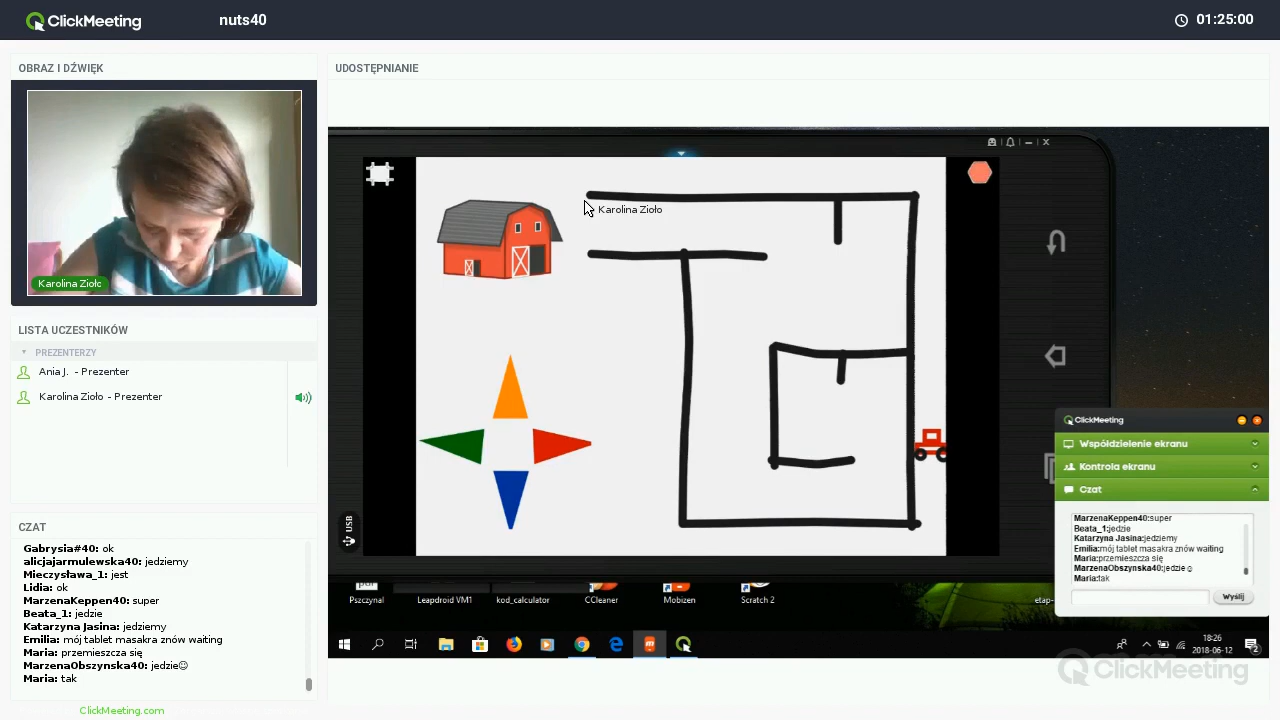 ClickMeeting
nuts40
01:25:00
OBRAZ I DŹWIĘK
UDOSTĘPNIANIE
Karolina Zioło
Karolina Zioło
LISTA UCZESTNIKÓW
PREZENTERZY
Ania J. - Prezenter
Karolina Zioło - Prezenter
CZAT
Gabrysia#40: ok
alicjajarmulewska40: jedziemy
Mieczysława_1: jest
Lidia: ok
MarzenaKeppen40: super
Beata_1: jedzie
Katarzyna Jasina: jedziemy
Emilia: mój tablet masakra znów waiting
Maria: przemieszcza się
MarzenaObszynska40: jedzie☺
Maria: tak
ClickMeeting.com
USB
Pszczynal
Leapdroid VM1
kod_calculator
CCleaner
Mobizen
Scratch 2
etap-
ClickMeeting
Współdzielenie ekranu
Kontrola ekranu
Czat
MarzenaKeppen40:super
Beata_1:jedzie
Katarzyna Jasina:jedziemy
Emilia:mój tablet masakra znów waiting
Maria:przemieszcza się
MarzenaObszynska40:jedzie☺
Maria:tak
Wyślij
18:26
2018-06-12
2
ClickMeeting